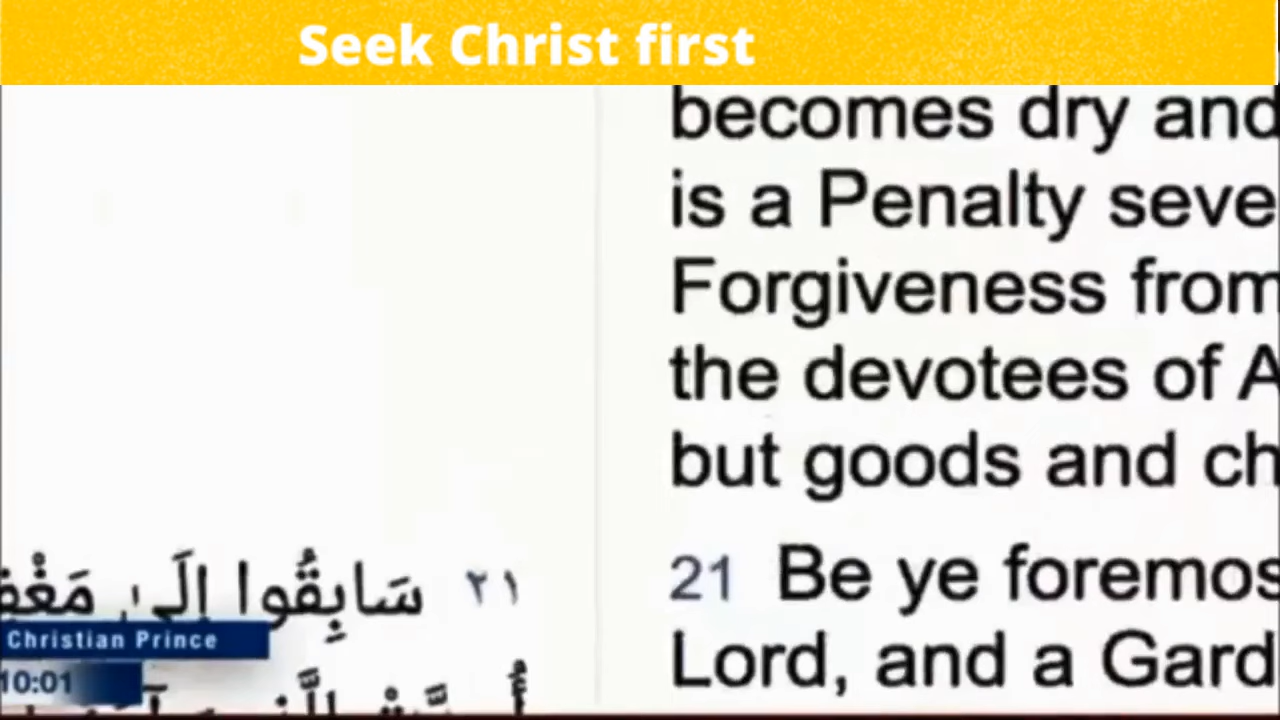 Seek Christ first
becomes dry and
is a Penalty seve
Forgiveness from
the devotees of A
but goods and ch
٢١ سَابِقُوا إِلَىٰ مَغْفِ
21 Be ye foremos
Lord, and a Gard
Christian Prince
10:01